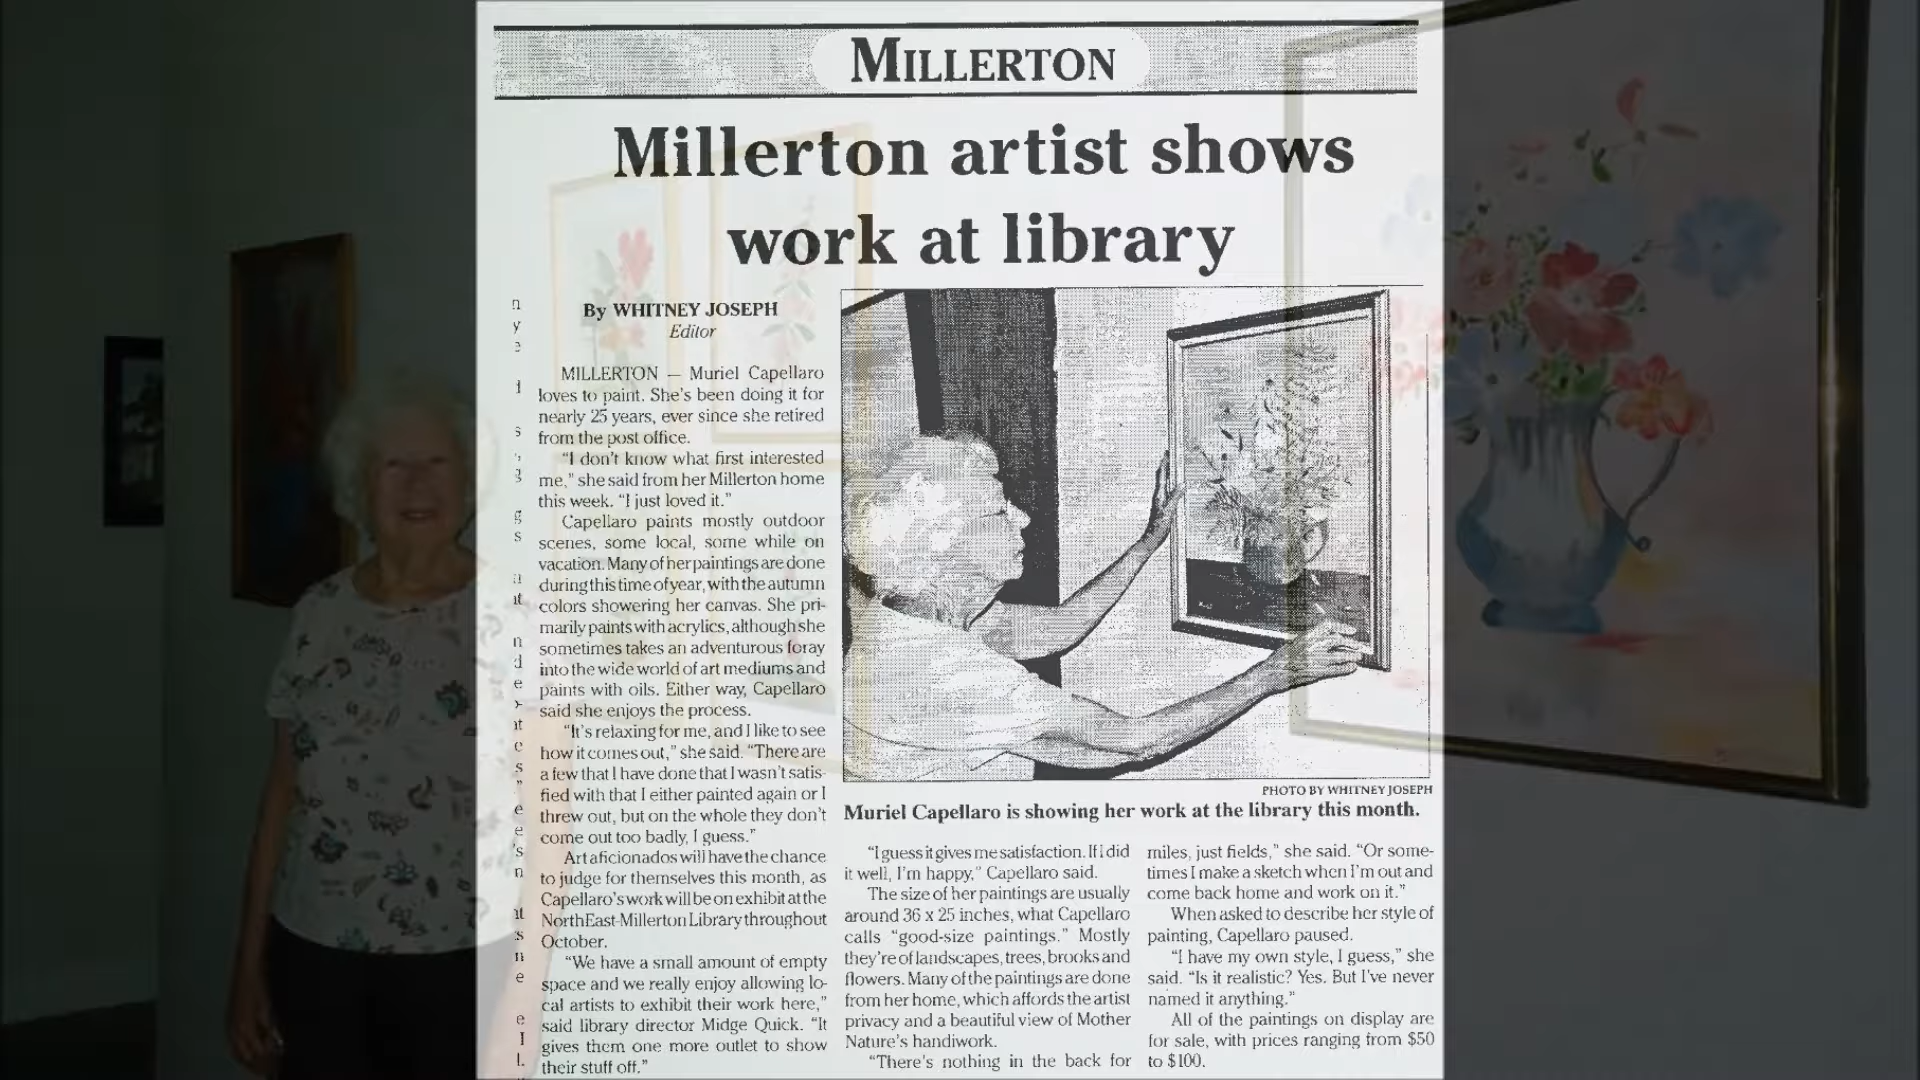 MILLERTON
Millerton artist shows
work at library
By WHITNEY JOSEPH
Editor
MILLERTON — Muriel Capellaro
loves to paint. She's been doing it for
nearly 25 years, ever since she retired
from the post office.
"I don't know what first interested
me," she said from her Millerton home
this week. "I just loved it."
Capellaro paints mostly outdoor
scenes, some local, some while on
vacation. Many of her paintings are done
during this time of year, with the autumn
colors showering her canvas. She pri-
marily paints with acrylics, although she
sometimes takes an adventurous foray
into the wide world of art mediums and
paints with oils. Either way, Capellaro
said she enjoys the process.
"It's relaxing for me, and I like to see
how it comes out," she said. "There are
a few that I have done that I wasn't satis-
fied with that I either painted again or I
threw out, but on the whole they don't
come out too badly, I guess."
Art aficionados will have the chance
to judge for themselves this month, as
Capellaro's work will be on exhibit at the
NorthEast-Millerton Library throughout
October.
"We have a small amount of empty
space and we really enjoy allowing lo-
cal artists to exhibit their work here,"
said library director Midge Quick. "It
gives them one more outlet to show
their stuff off."
PHOTO BY WHITNEY JOSEPH
Muriel Capellaro is showing her work at the library this month.
"I guess it gives me satisfaction. If I did
it well, I'm happy," Capellaro said.
The size of her paintings are usually
around 36 x 25 inches, what Capellaro
calls "good-size paintings." Mostly
they're of landscapes, trees, brooks and
flowers. Many of the paintings are done
from her home, which affords the artist
privacy and a beautiful view of Mother
Nature's handiwork.
"There's nothing in the back for
miles, just fields," she said. "Or some-
times I make a sketch when I'm out and
come back home and work on it."
When asked to describe her style of
painting, Capellaro paused.
"I have my own style, I guess," she
said. "Is it realistic? Yes. But I've never
named it anything."
All of the paintings on display are
for sale, with prices ranging from $50
to $100.